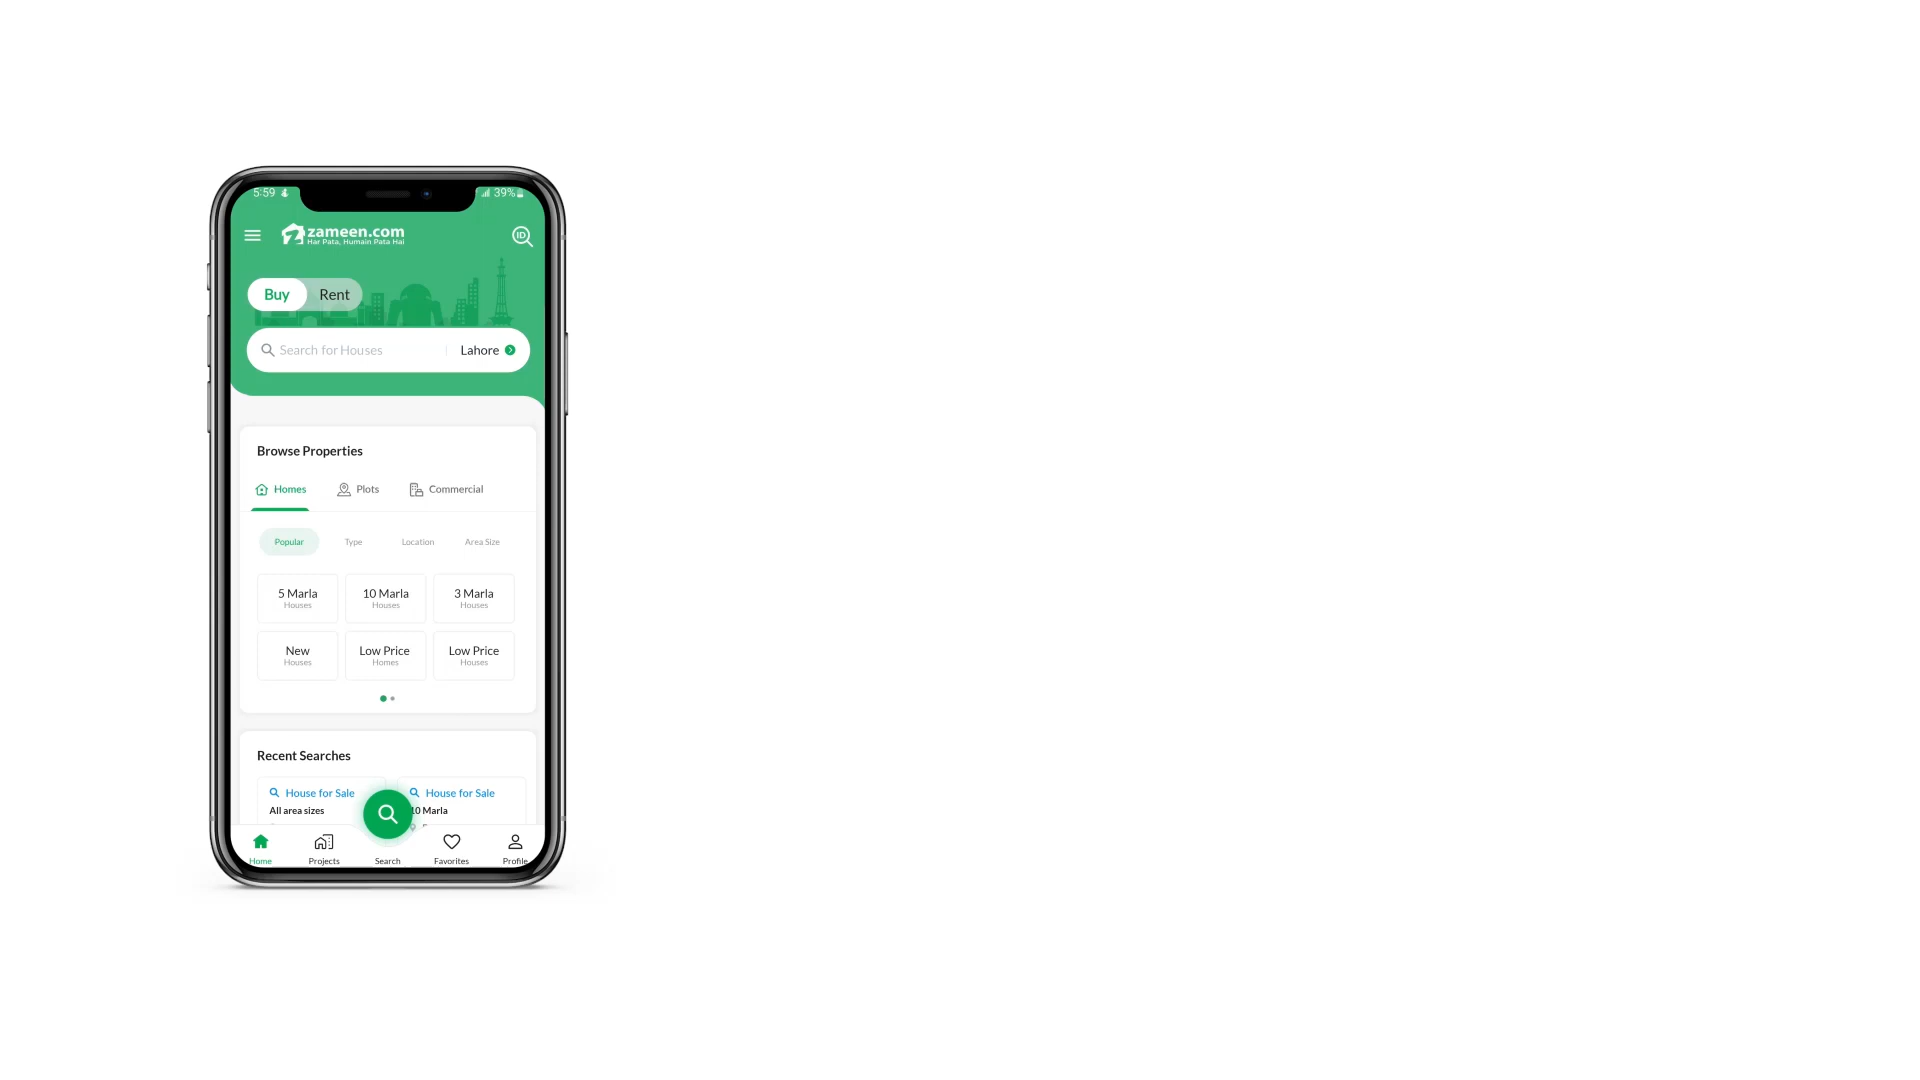 5:59
39%
zameen.com
Har Pata, Humain Pata Hai
ID
Buy Rent
Search for Houses Lahore
Browse Properties
Homes Plots Commercial
Popular Type Location Area Size
5 Marla 10 Marla 3 Marla
Houses Houses Houses
New Low Price Low Price
Houses Homes Houses
Recent Searches
House for Sale House for Sale
All area sizes 10 Marla
Home Projects Search Favorites Profile